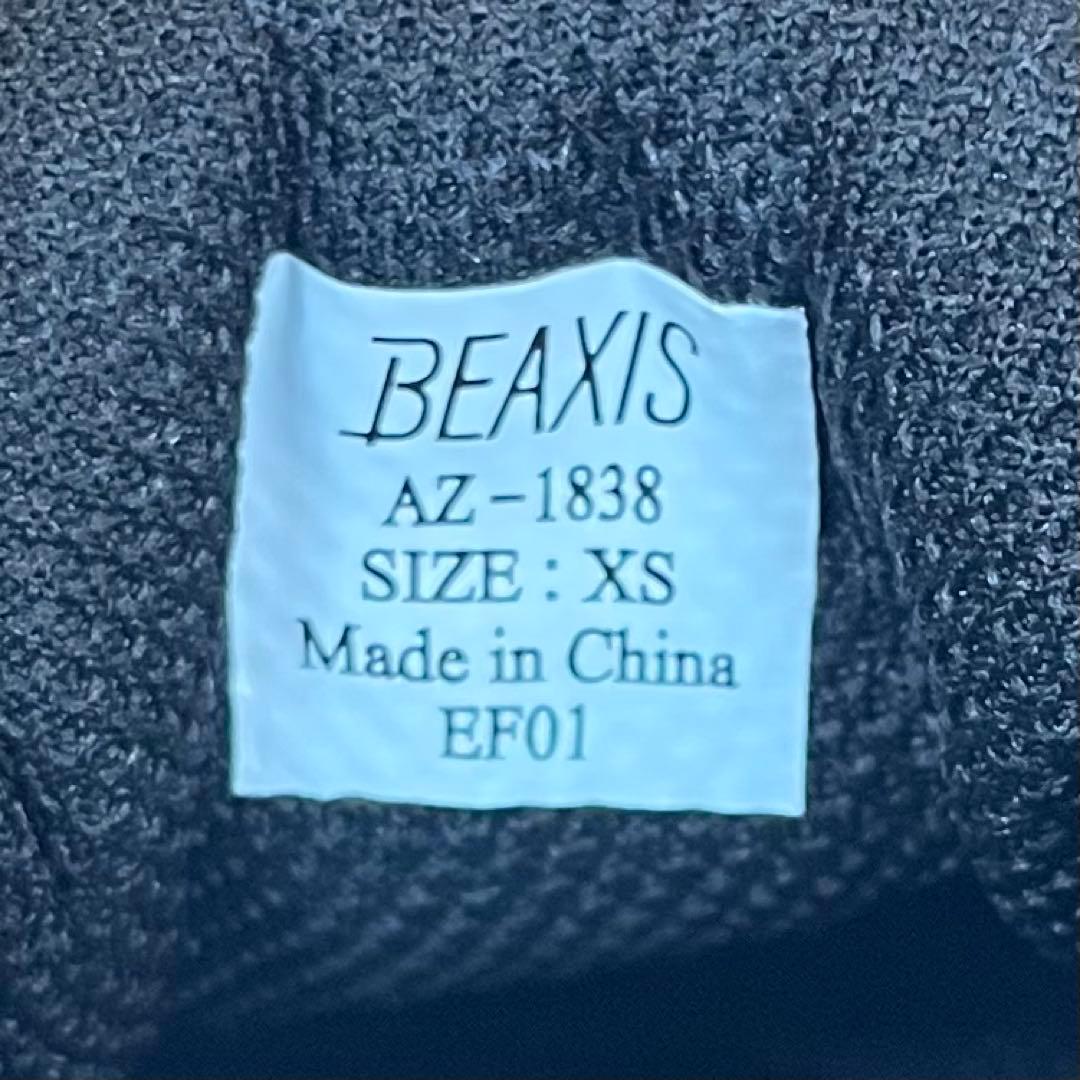 BEAXIS
AZ-1838
SIZE : XS
Made in China
EF01